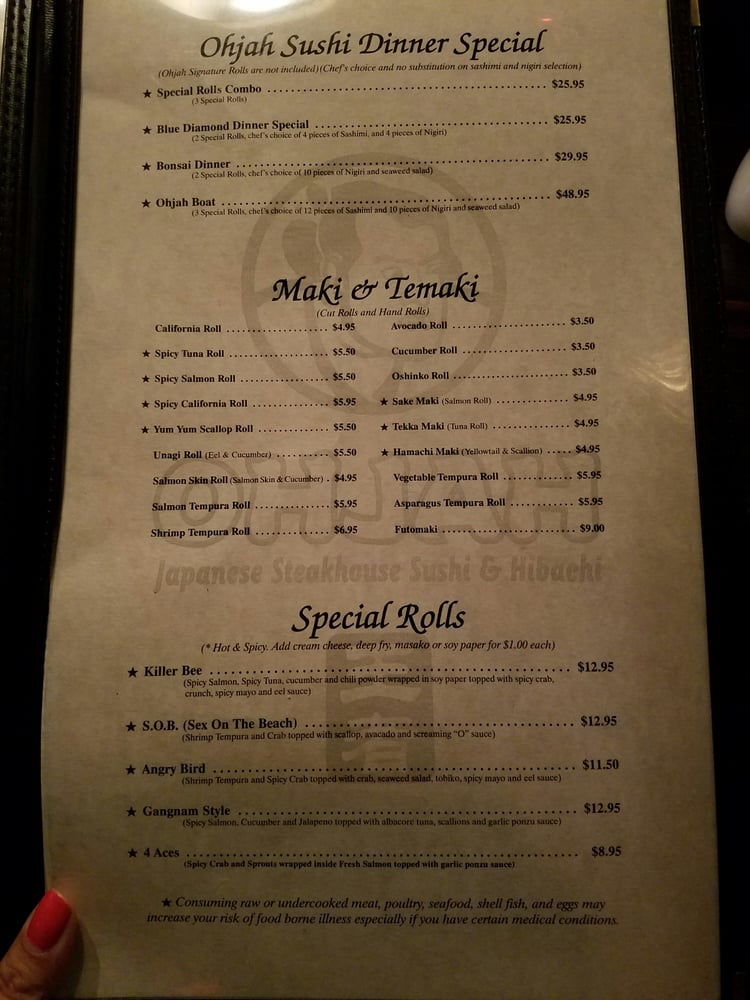 Ohjah Sushi Dinner Special
(Ohjah Signature Rolls are not included)(Chef's choice and no substitution on sashimi and nigiri selection)
★ Special Rolls Combo ........ $25.95
(3 Special Rolls)
★ Blue Diamond Dinner Special ........ $25.95
(2 Special Rolls, chef's choice of 4 pieces of Sashimi, and 4 pieces of Nigiri)
★ Bonsai Dinner ........ $29.95
(2 Special Rolls, chef's choice of 10 pieces of Nigiri and seaweed salad)
★ Ohjah Boat ........ $48.95
(3 Special Rolls, chef's choice of 12 pieces of Sashimi and 10 pieces of Nigiri and seaweed salad)
Maki & Temaki
(Cut Rolls and Hand Rolls)
California Roll ........ $4.95
★ Spicy Tuna Roll ........ $5.50
★ Spicy Salmon Roll ........ $5.50
★ Spicy California Roll ........ $5.95
★ Yum Yum Scallop Roll ........ $5.50
Unagi Roll (Eel & Cucumber) ........ $5.50
Salmon Skin Roll (Salmon Skin & Cucumber) . $4.95
Salmon Tempura Roll ........ $5.95
Shrimp Tempura Roll ........ $6.95
Avocado Roll ........ $3.50
Cucumber Roll ........ $3.50
Oshinko Roll ........ $3.50
★ Sake Maki (Salmon Roll) ........ $4.95
★ Tekka Maki (Tuna Roll) ........ $4.95
★ Hamachi Maki (Yellowtail & Scallion) ..... $4.95
Vegetable Tempura Roll ........ $5.95
Asparagus Tempura Roll ........ $5.95
Futomaki ........ $9.00
Japanese Steakhouse Sushi & Hibachi
Special Rolls
(* Hot & Spicy. Add cream cheese, deep fry, masako or soy paper for $1.00 each)
★ Killer Bee ........ $12.95
(Spicy Salmon, Spicy Tuna, cucumber and chili powder wrapped in soy paper topped with spicy crab,
crunch, spicy mayo and eel sauce)
★ S.O.B. (Sex On The Beach) ........ $12.95
(Shrimp Tempura and Crab topped with scallop, avacado and screaming "O" sauce)
★ Angry Bird ........ $11.50
(Shrimp Tempura and Spicy Crab topped with crab, seaweed salad, tobiko, spicy mayo and eel sauce)
★ Gangnam Style ........ $12.95
(Spicy Salmon, Cucumber and Jalapeno topped with albacore tuna, scallions and garlic ponzu sauce)
★ 4 Aces ........ $8.95
(Spicy Crab and Sprouts wrapped inside Fresh Salmon topped with garlic ponzu sauce)
★ Consuming raw or undercooked meat, poultry, seafood, shell fish, and eggs may
increase your risk of food borne illness especially if you have certain medical conditions.